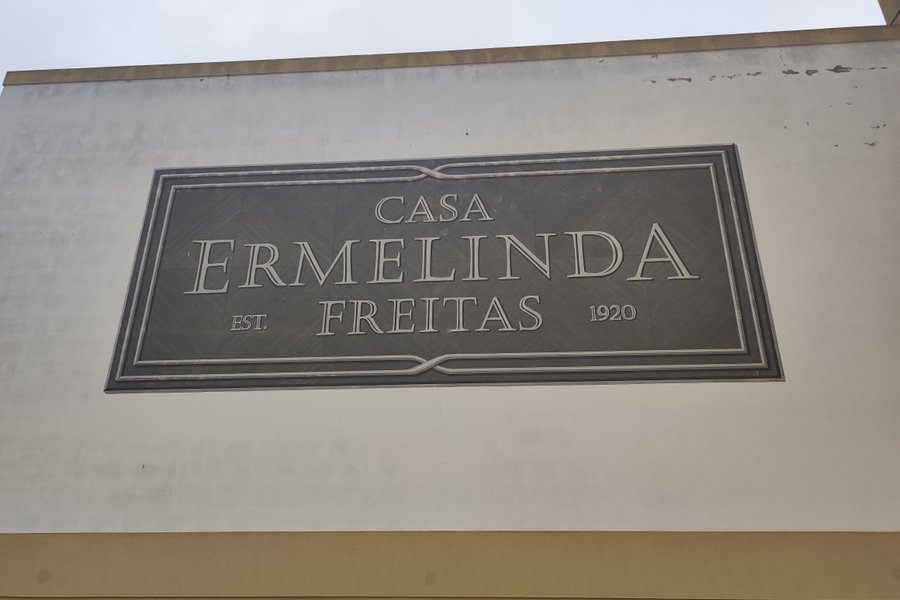 CASA
ERMELINDA
FREITAS
EST. 1920